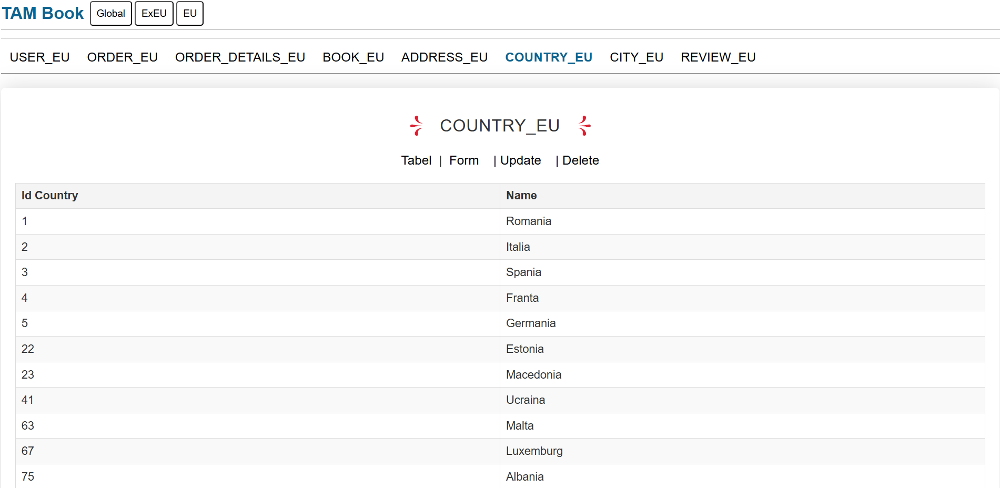 TAM Book Global ExEU EU
USER_EU ORDER_EU ORDER_DETAILS_EU BOOK_EU ADDRESS_EU COUNTRY_EU CITY_EU REVIEW_EU
COUNTRY_EU
Tabel | Form | Update | Delete
Id Country Name
1 Romania
2 Italia
3 Spania
4 Franta
5 Germania
22 Estonia
23 Macedonia
41 Ucraina
63 Malta
67 Luxemburg
75 Albania